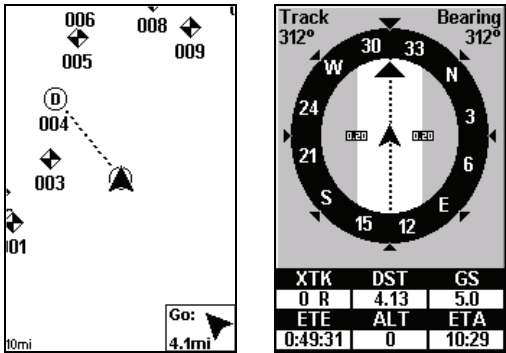 006
005
008
009
D
004
003
01
Go:
4.1mi
10mi
Track
312º
Bearing
312º
30
33
W
N
24
3
0.20
0.20
21
6
S
E
15
12
XTK
DST
GS
0 R
4.13
5.0
ETE
ALT
ETA
0:49:31
0
10:29